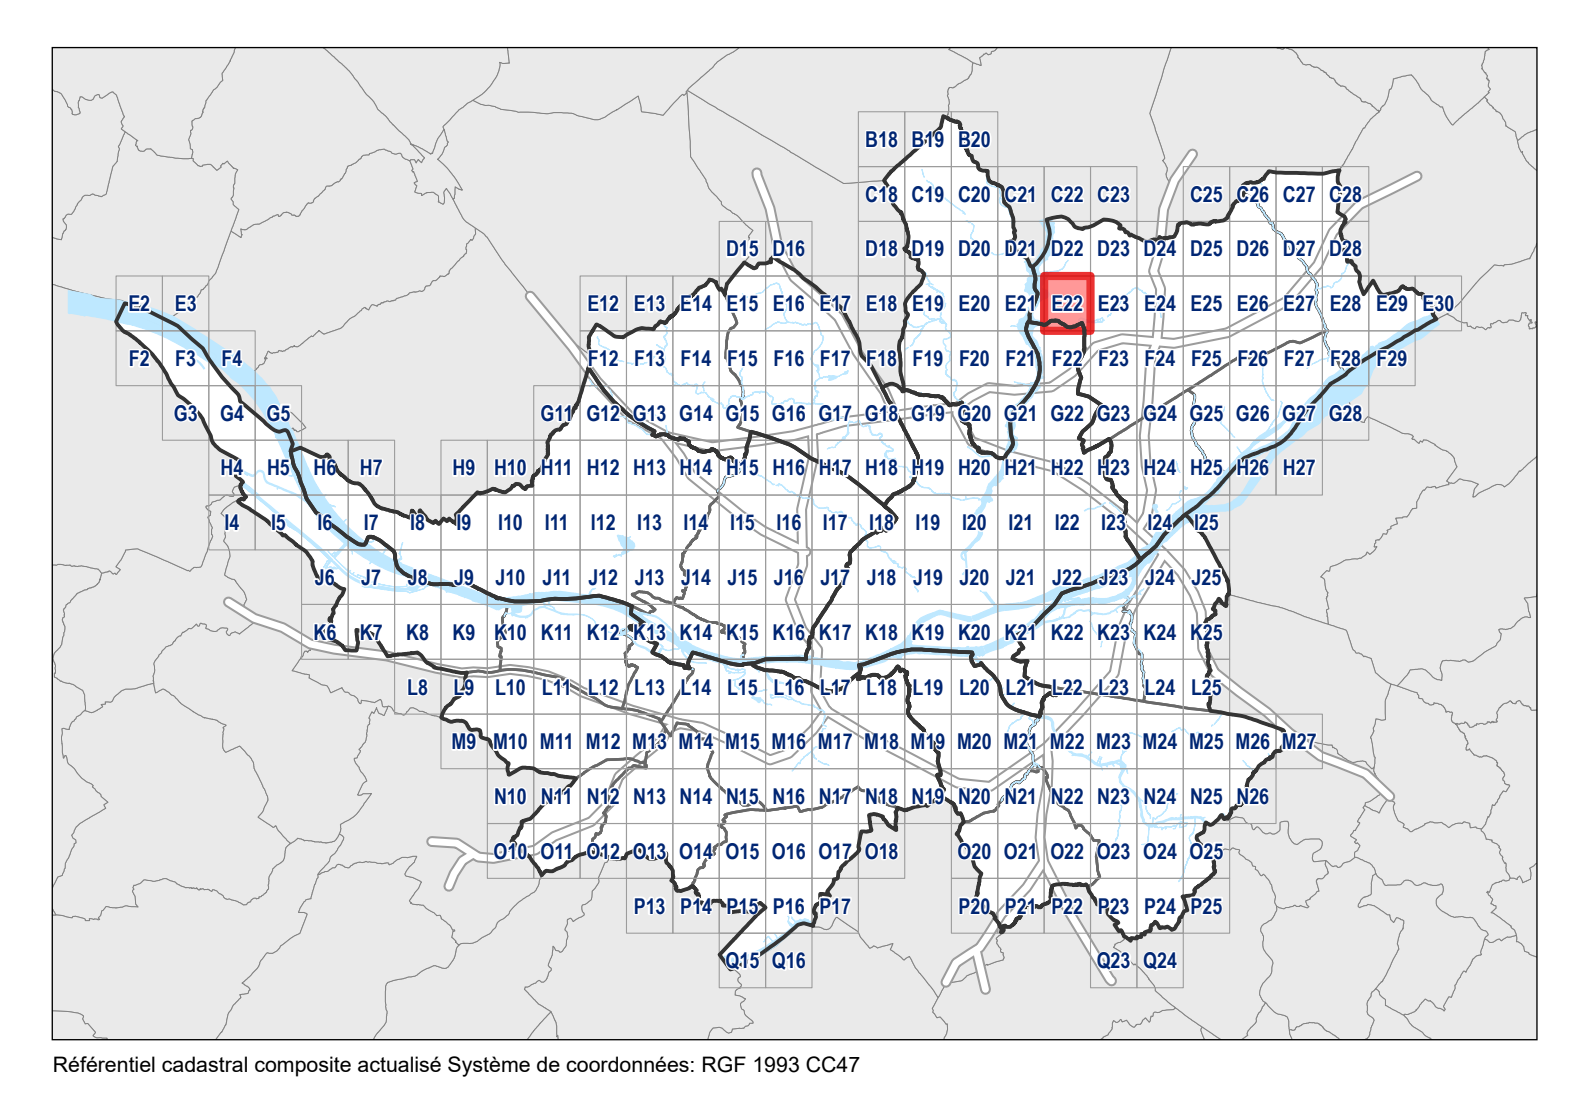 B18 B19 B20
C18 C19 C20 C21 C22 C23 C25 C26 C27 C28
D15 D16 D18 D19 D20 D21 D22 D23 D24 D25 D26 D27 D28
E2 E3 E12 E13 E14 E15 E16 E17 E18 E19 E20 E21 E22 E23 E24 E25 E26 E27 E28 E29 E30
F2 F3 F4 F12 F13 F14 F15 F16 F17 F18 F19 F20 F21 F22 F23 F24 F25 F26 F27 F28 F29
G3 G4 G5 G11 G12 G13 G14 G15 G16 G17 G18 G19 G20 G21 G22 G23 G24 G25 G26 G27 G28
H4 H5 H6 H7 H9 H10 H11 H12 H13 H14 H15 H16 H17 H18 H19 H20 H21 H22 H23 H24 H25 H26 H27
I4 I5 I6 I7 I8 I9 I10 I11 I12 I13 I14 I15 I16 I17 I18 I19 I20 I21 I22 I23 I24 I25
J6 J7 J8 J9 J10 J11 J12 J13 J14 J15 J16 J17 J18 J19 J20 J21 J22 J23 J24 J25
K6 K7 K8 K9 K10 K11 K12 K13 K14 K15 K16 K17 K18 K19 K20 K21 K22 K23 K24 K25
L8 L9 L10 L11 L12 L13 L14 L15 L16 L17 L18 L19 L20 L21 L22 L23 L24 L25
M9 M10 M11 M12 M13 M14 M15 M16 M17 M18 M19 M20 M21 M22 M23 M24 M25 M26 M27
N10 N11 N12 N13 N14 N15 N16 N17 N18 N19 N20 N21 N22 N23 N24 N25 N26
O10 O11 O12 O13 O14 O15 O16 O17 O18 O20 O21 O22 O23 O24 O25
P13 P14 P15 P16 P17 P20 P21 P22 P23 P24 P25
Q15 Q16 Q23 Q24
Référentiel cadastral composite actualisé Système de coordonnées: RGF 1993 CC47